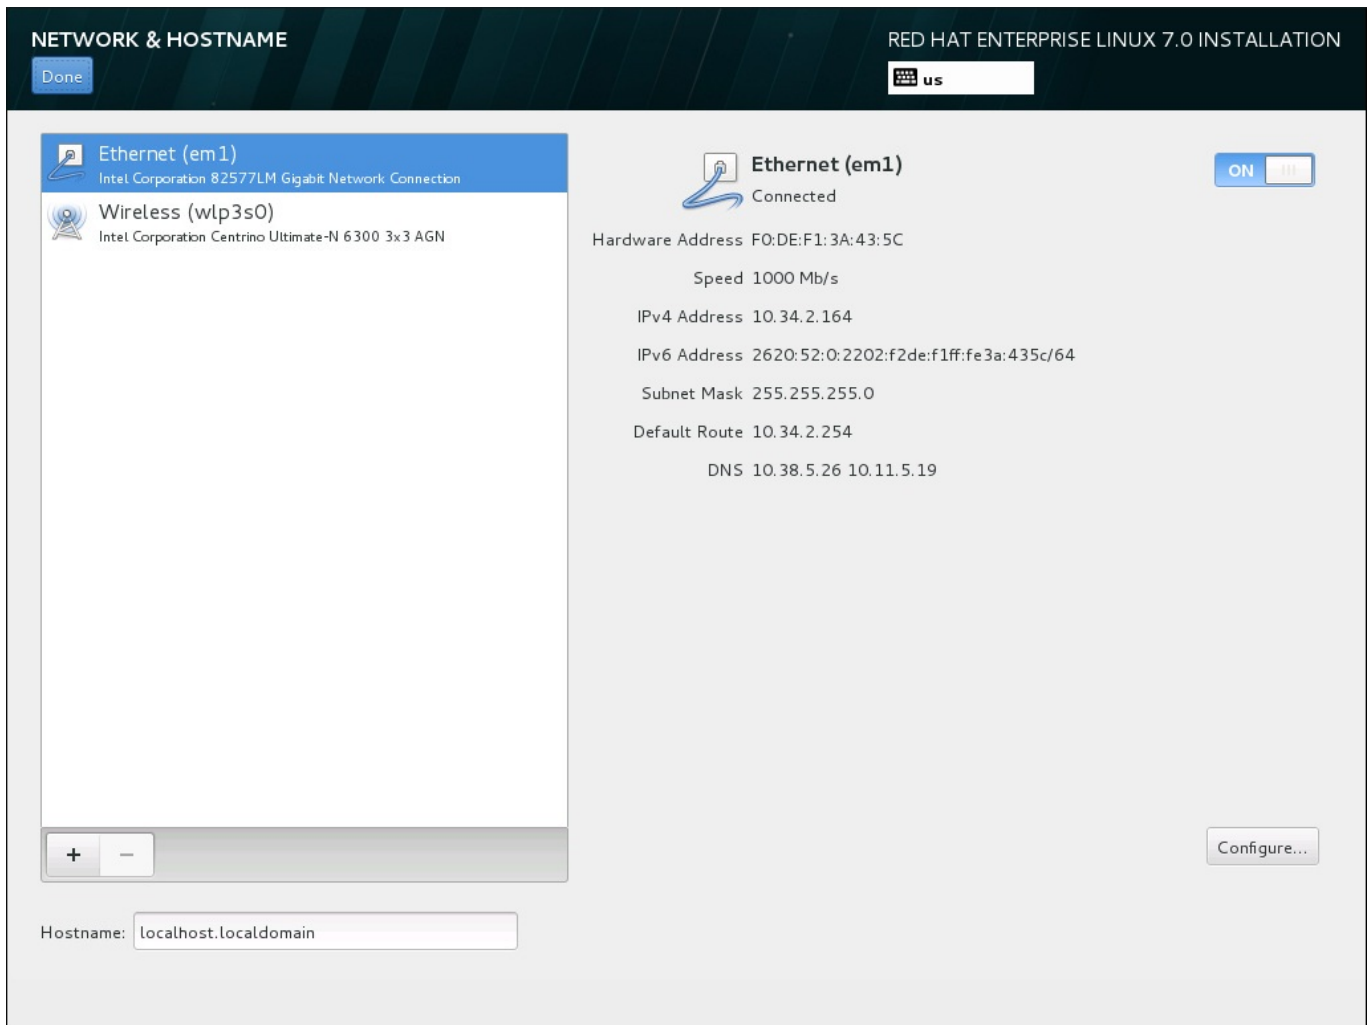 NETWORK & HOSTNAME
RED HAT ENTERPRISE LINUX 7.0 INSTALLATION
Done
us
Ethernet (em1)
Intel Corporation 82577LM Gigabit Network Connection
Wireless (wlp3s0)
Intel Corporation Centrino Ultimate-N 6300 3x3 AGN
Ethernet (em1)
Connected
ON
Hardware Address F0:DE:F1:3A:43:5C
Speed 1000 Mb/s
IPv4 Address 10.34.2.164
IPv6 Address 2620:52:0:2202:f2de:f1ff:fe3a:435c/64
Subnet Mask 255.255.255.0
Default Route 10.34.2.254
DNS 10.38.5.26 10.11.5.19
+ −
Configure...
Hostname: localhost.localdomain